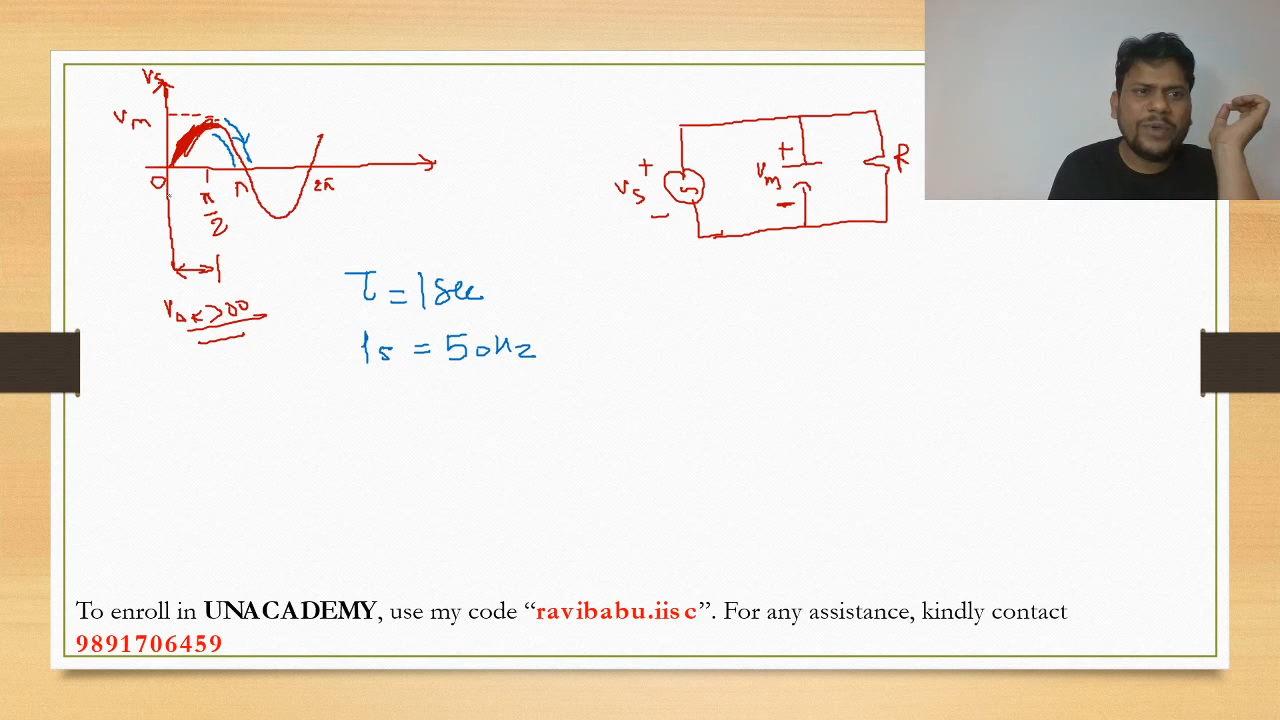 Vs
Vm
0
π/2
π
2π
V_AK > 0
τ = 1 sec
fs = 50Hz
+
Vs
−
+
Vm
−
R
To enroll in UNACADEMY, use my code “ravibabu.iisc”. For any assistance, kindly contact
9891706459